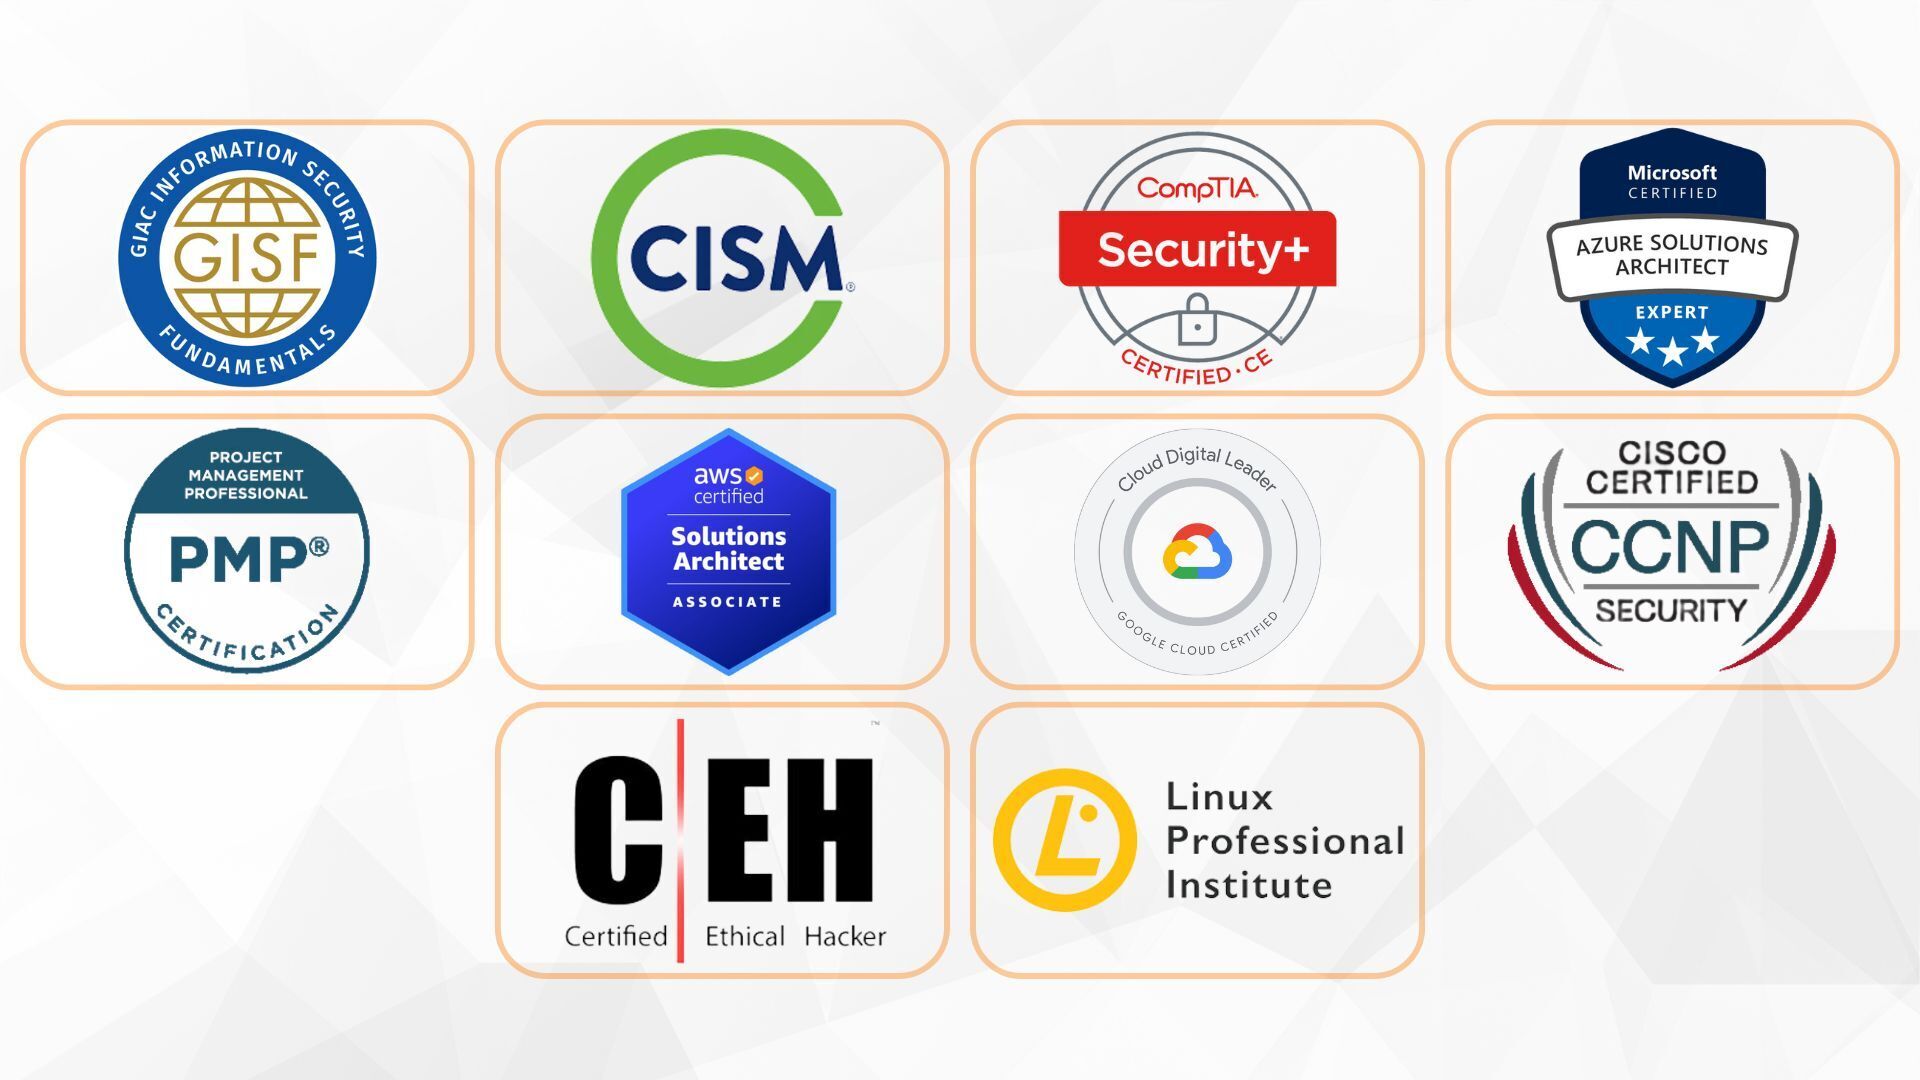 GIAC INFORMATION SECURITY
GISF
FUNDAMENTALS
CISM®
CompTIA.
Security+
CERTIFIED · CE
Microsoft
CERTIFIED
AZURE SOLUTIONS
ARCHITECT
EXPERT
PROJECT
MANAGEMENT
PROFESSIONAL
PMP®
CERTIFICATION
aws
certified
Solutions
Architect
ASSOCIATE
Cloud Digital Leader
GOOGLE CLOUD CERTIFIED
CISCO
CERTIFIED
CCNP
SECURITY
™
C EH
Certified Ethical Hacker
L
Linux
Professional
Institute